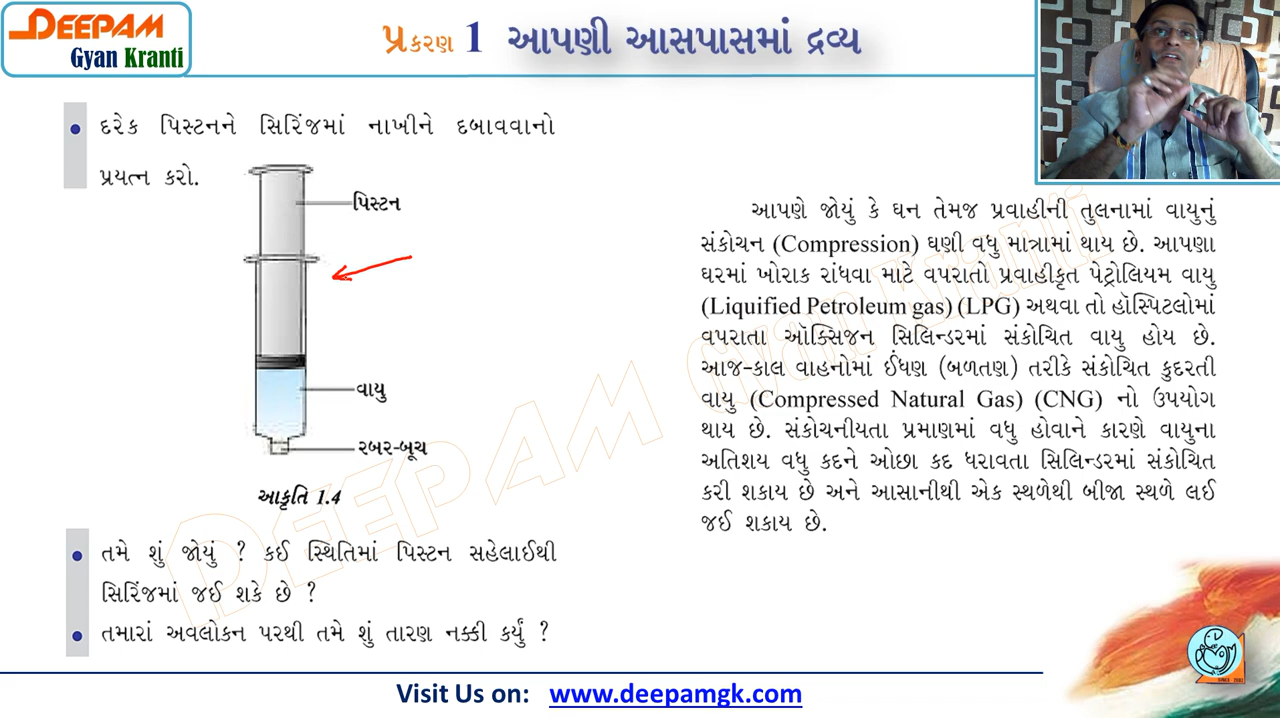 DEEPAM
Gyan Kranti
પ્રકરણ 1 આપણી આસપાસમાં દ્રવ્ય
દરેક પિસ્ટનને સિરિંજમાં નાખીને દબાવવાનો
પ્રયત્ન કરો.
પિસ્ટન
વાયુ
રબર-બૂચ
આકૃતિ 1.4
તમે શું જોયું ? કઈ સ્થિતિમાં પિસ્ટન સહેલાઈથી
સિરિંજમાં જઈ શકે છે ?
તમારાં અવલોકન પરથી તમે શું તારણ નક્કી કર્યું ?
આપણે જોયું કે ઘન તેમજ પ્રવાહીની તુલનામાં વાયુનું
સંકોચન (Compression) ઘણી વધુ માત્રામાં થાય છે. આપણા
ઘરમાં ખોરાક રાંધવા માટે વપરાતો પ્રવાહીકૃત પેટ્રોલિયમ વાયુ
(Liquified Petroleum gas) (LPG) અથવા તો હૉસ્પિટલોમાં
વપરાતા ઑક્સિજન સિલિન્ડરમાં સંકોચિત વાયુ હોય છે.
આજ-કાલ વાહનોમાં ઈંધણ (બળતણ) તરીકે સંકોચિત કુદરતી
વાયુ (Compressed Natural Gas) (CNG) નો ઉપયોગ
થાય છે. સંકોચનીયતા પ્રમાણમાં વધુ હોવાને કારણે વાયુના
અતિશય વધુ કદને ઓછા કદ ધરાવતા સિલિન્ડરમાં સંકોચિત
કરી શકાય છે અને આસાનીથી એક સ્થળેથી બીજા સ્થળે લઈ
જઈ શકાય છે.
DEEPAM Gyan Kranti
Visit Us on: www.deepamgk.com